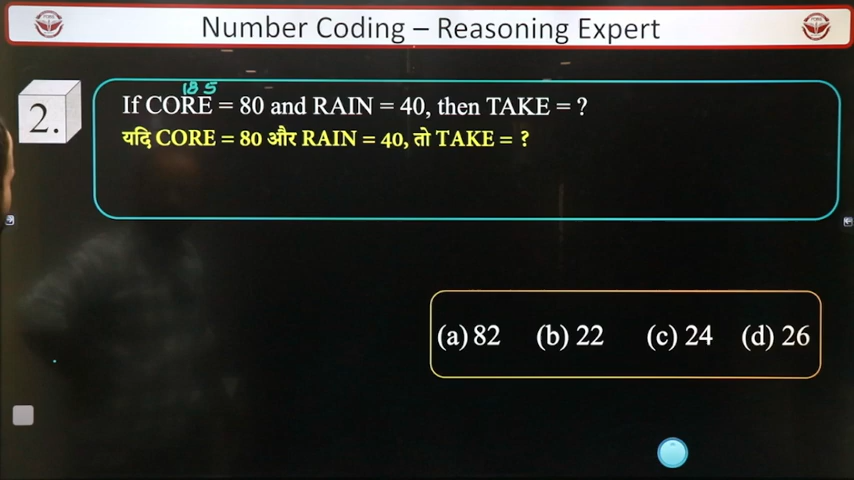 Number Coding – Reasoning Expert
2.
18 5
If CORE = 80 and RAIN = 40, then TAKE = ?
यदि CORE = 80 और RAIN = 40, तो TAKE = ?
(a) 82 (b) 22 (c) 24 (d) 26